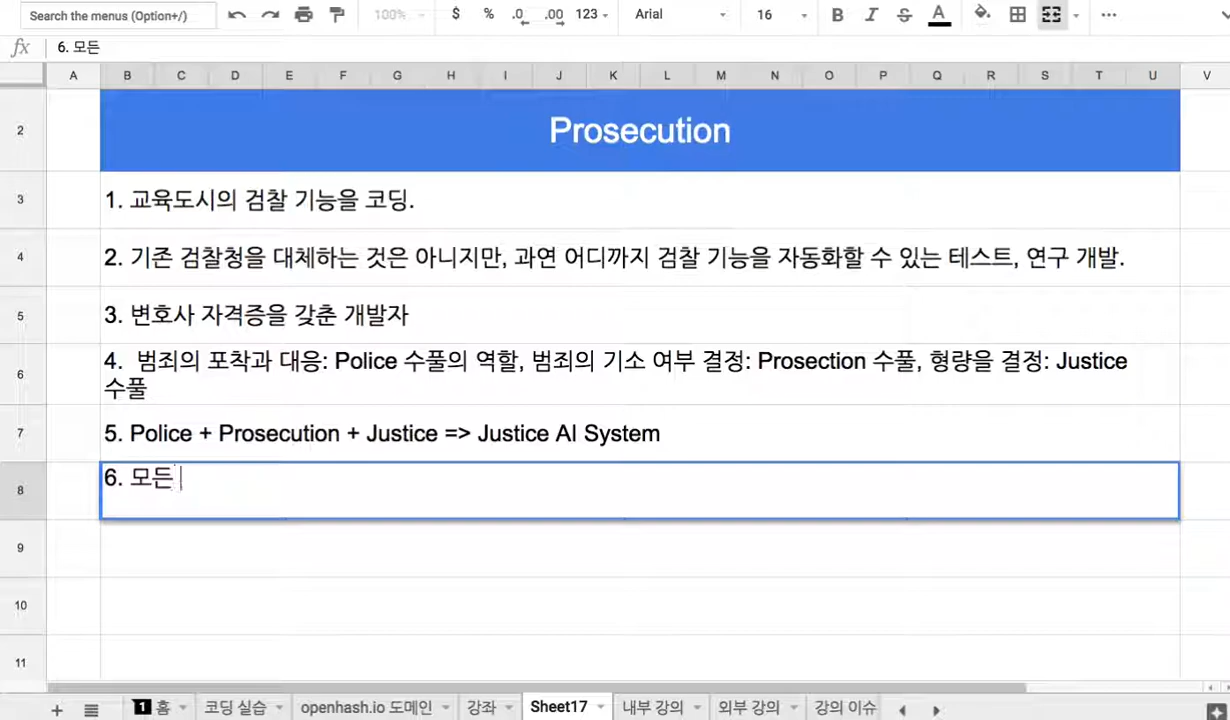 Search the menus (Option+/)
100%
$ % .0 .00 123
Arial
16
B I S A
fx 6. 모든
A B C D E F G H I J K L M N O P Q R S T U V
2 Prosecution
3 1. 교육도시의 검찰 기능을 코딩.
4 2. 기존 검찰청을 대체하는 것은 아니지만, 과연 어디까지 검찰 기능을 자동화할 수 있는 테스트, 연구 개발.
5 3. 변호사 자격증을 갖춘 개발자
6 4. 범죄의 포착과 대응: Police 수풀의 역할, 범죄의 기소 여부 결정: Prosection 수풀, 형량을 결정: Justice
수풀
7 5. Police + Prosecution + Justice => Justice AI System
8 6. 모든
9
10
11
1 홈 코딩 실습 openhash.io 도메인 강좌 Sheet17 내부 강의 외부 강의 강의 이슈